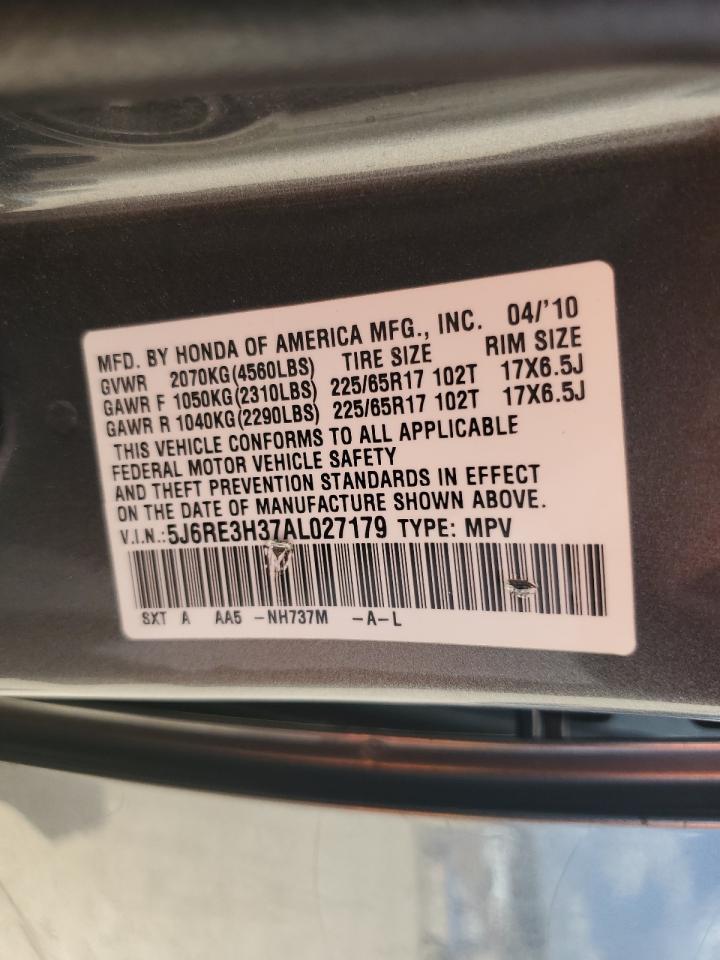 MFD. BY HONDA OF AMERICA MFG., INC. 04/'10
GVWR 2070KG(4560LBS) TIRE SIZE RIM SIZE
GAWR F 1050KG(2310LBS) 225/65R17 102T 17X6.5J
GAWR R 1040KG(2290LBS) 225/65R17 102T 17X6.5J
THIS VEHICLE CONFORMS TO ALL APPLICABLE
FEDERAL MOTOR VEHICLE SAFETY
AND THEFT PREVENTION STANDARDS IN EFFECT
ON THE DATE OF MANUFACTURE SHOWN ABOVE.
V.I.N.:5J6RE3H37AL027179 TYPE: MPV
SXT A AA5 -NH737M -A-L